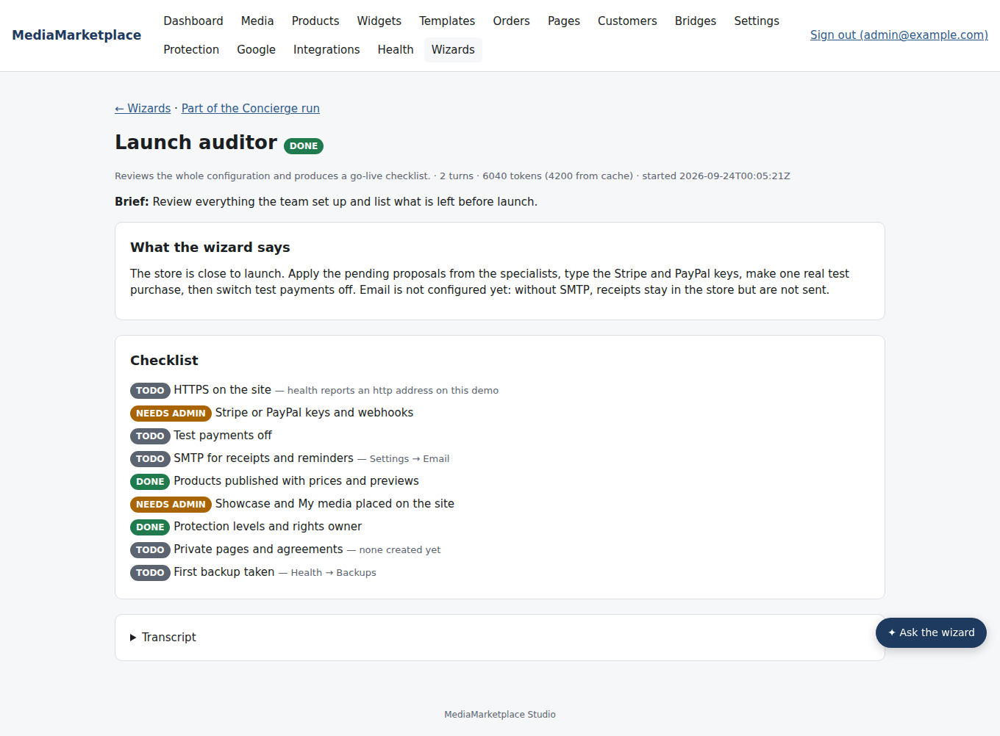 MediaMarketplace
Dashboard Media Products Widgets Templates Orders Pages Customers Bridges Settings
Protection Google Integrations Health Wizards
Sign out (admin@example.com)
← Wizards · Part of the Concierge run
Launch auditor DONE
Reviews the whole configuration and produces a go-live checklist. · 2 turns · 6040 tokens (4200 from cache) · started 2026-09-24T00:05:21Z
Brief: Review everything the team set up and list what is left before launch.
What the wizard says
The store is close to launch. Apply the pending proposals from the specialists, type the Stripe and PayPal keys, make one real test
purchase, then switch test payments off. Email is not configured yet: without SMTP, receipts stay in the store but are not sent.
Checklist
TODO HTTPS on the site — health reports an http address on this demo
NEEDS ADMIN Stripe or PayPal keys and webhooks
TODO Test payments off
TODO SMTP for receipts and reminders — Settings → Email
DONE Products published with prices and previews
NEEDS ADMIN Showcase and My media placed on the site
DONE Protection levels and rights owner
TODO Private pages and agreements — none created yet
TODO First backup taken — Health → Backups
▶ Transcript
✦ Ask the wizard
MediaMarketplace Studio